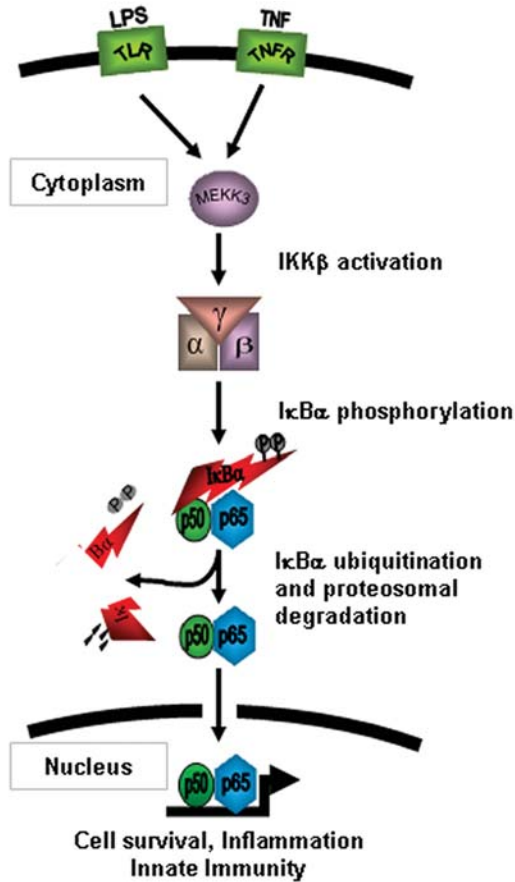 LPS
TNF
TLR
TNFR
Cytoplasm
MEKK3
IKKβ activation
γ
α
β
IκBα phosphorylation
P P
IκBα
P P
Bα
p50 p65
IκBα ubiquitination
and proteosomal
degradation
p50 p65
Nucleus
p50 p65
Cell survival, Inflammation
Innate Immunity